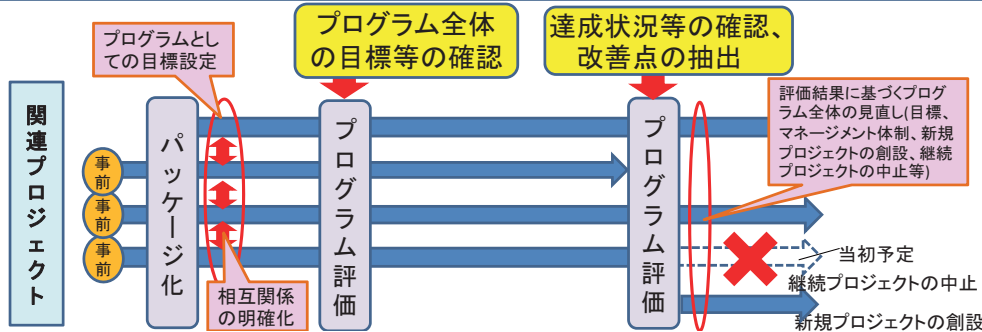 プログラムとし
ての目標設定
プログラム全体
の目標等の確認
達成状況等の確認、
改善点の抽出
評価結果に基づくプログ
ラム全体の見直し(目標、
マネージメント体制、新規
プロジェクトの創設、継続
プロジェクトの中止等)
関連プロジェクト
事前
事前
事前
パッケージ化
プログラム評価
プログラム評価
相互関係
の明確化
当初予定
継続プロジェクトの中止
新規プロジェクトの創設